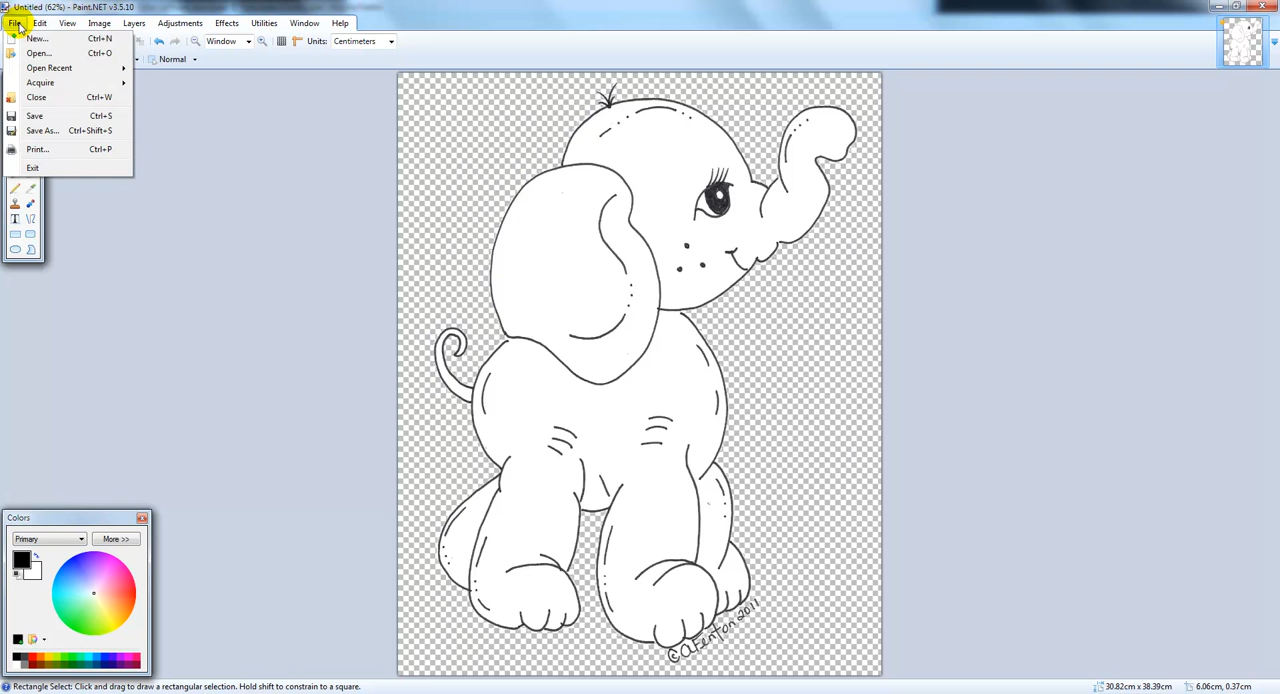 Untitled (62%) - Paint.NET v3.5.10
File Edit View Image Layers Adjustments Effects Utilities Window Help
New... Ctrl+N
Open... Ctrl+O
Open Recent
Acquire
Close Ctrl+W
Save Ctrl+S
Save As... Ctrl+Shift+S
Print... Ctrl+P
Exit
Window
Units: Centimeters
Normal
Colors
Primary
More >>
©aFenton 2011
Rectangle Select: Click and drag to draw a rectangular selection. Hold shift to constrain to a square.
30.82cm x 38.39cm
6.06cm, 0.37cm